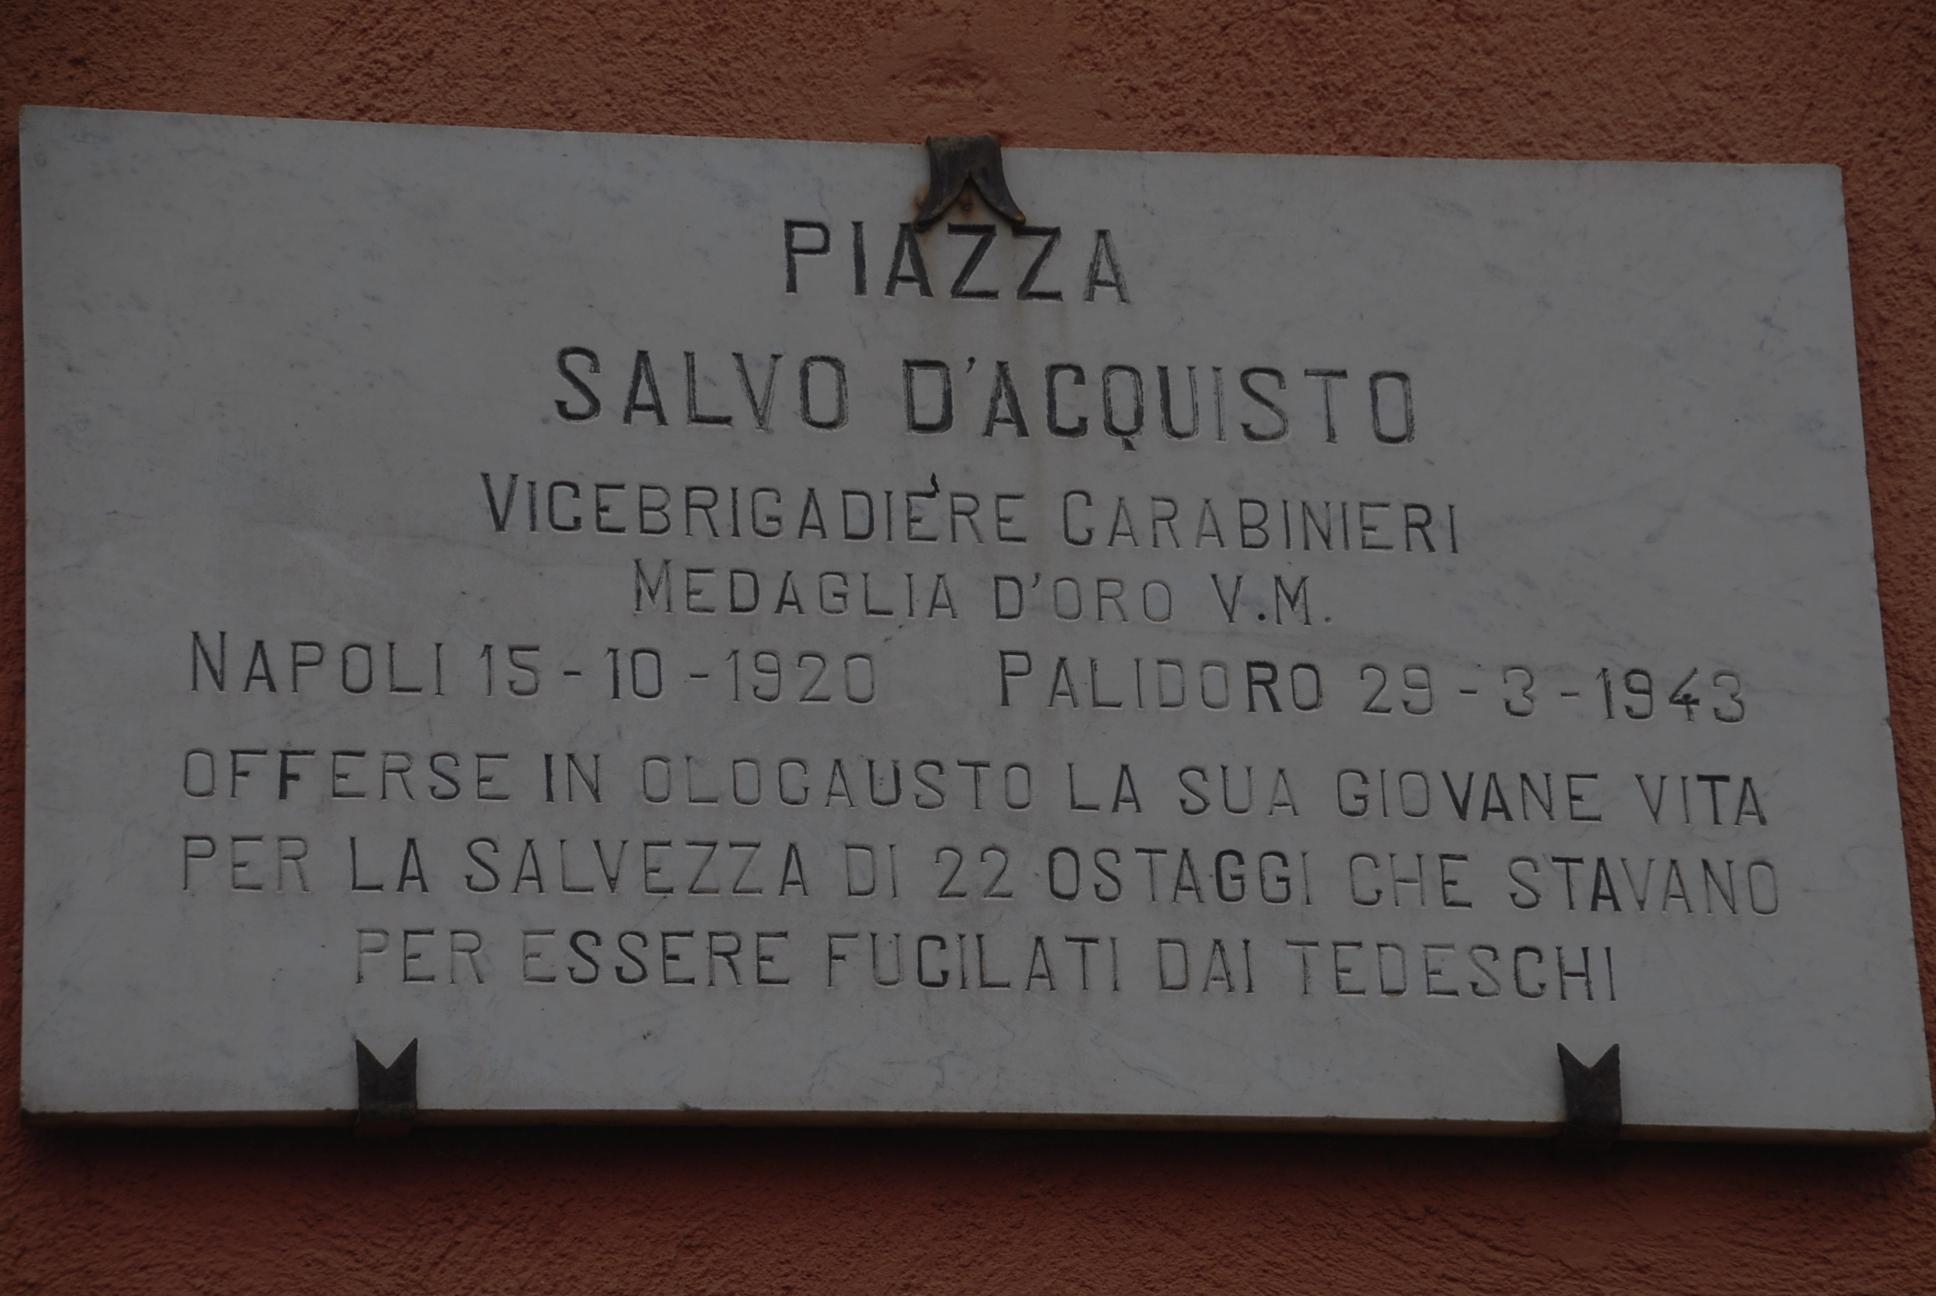 PIAZZA
SALVO D'ACQUISTO
VICEBRIGADIERE CARABINIERI
MEDAGLIA D'ORO V.M.
NAPOLI 15-10-1920 PALIDORO 29-3-1943
OFFERSE IN OLOCAUSTO LA SUA GIOVANE VITA
PER LA SALVEZZA DI 22 OSTAGGI CHE STAVANO
PER ESSERE FUCILATI DAI TEDESCHI